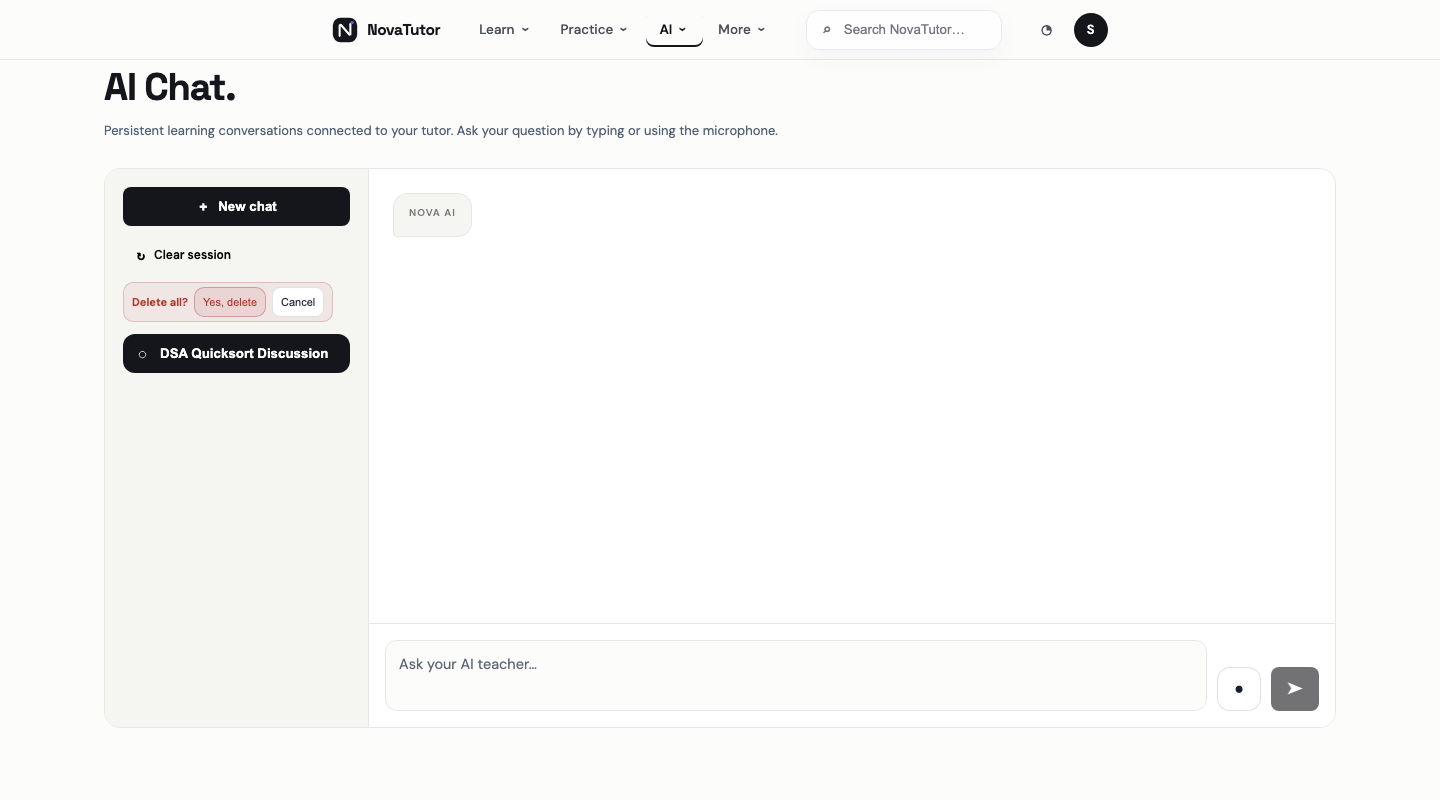 NovaTutor
Learn
Practice
AI
More
Search NovaTutor...
S
AI Chat.
Persistent learning conversations connected to your tutor. Ask your question by typing or using the microphone.
+ New chat
↻ Clear session
Delete all? Yes, delete Cancel
DSA Quicksort Discussion
NOVA AI
Ask your AI teacher...